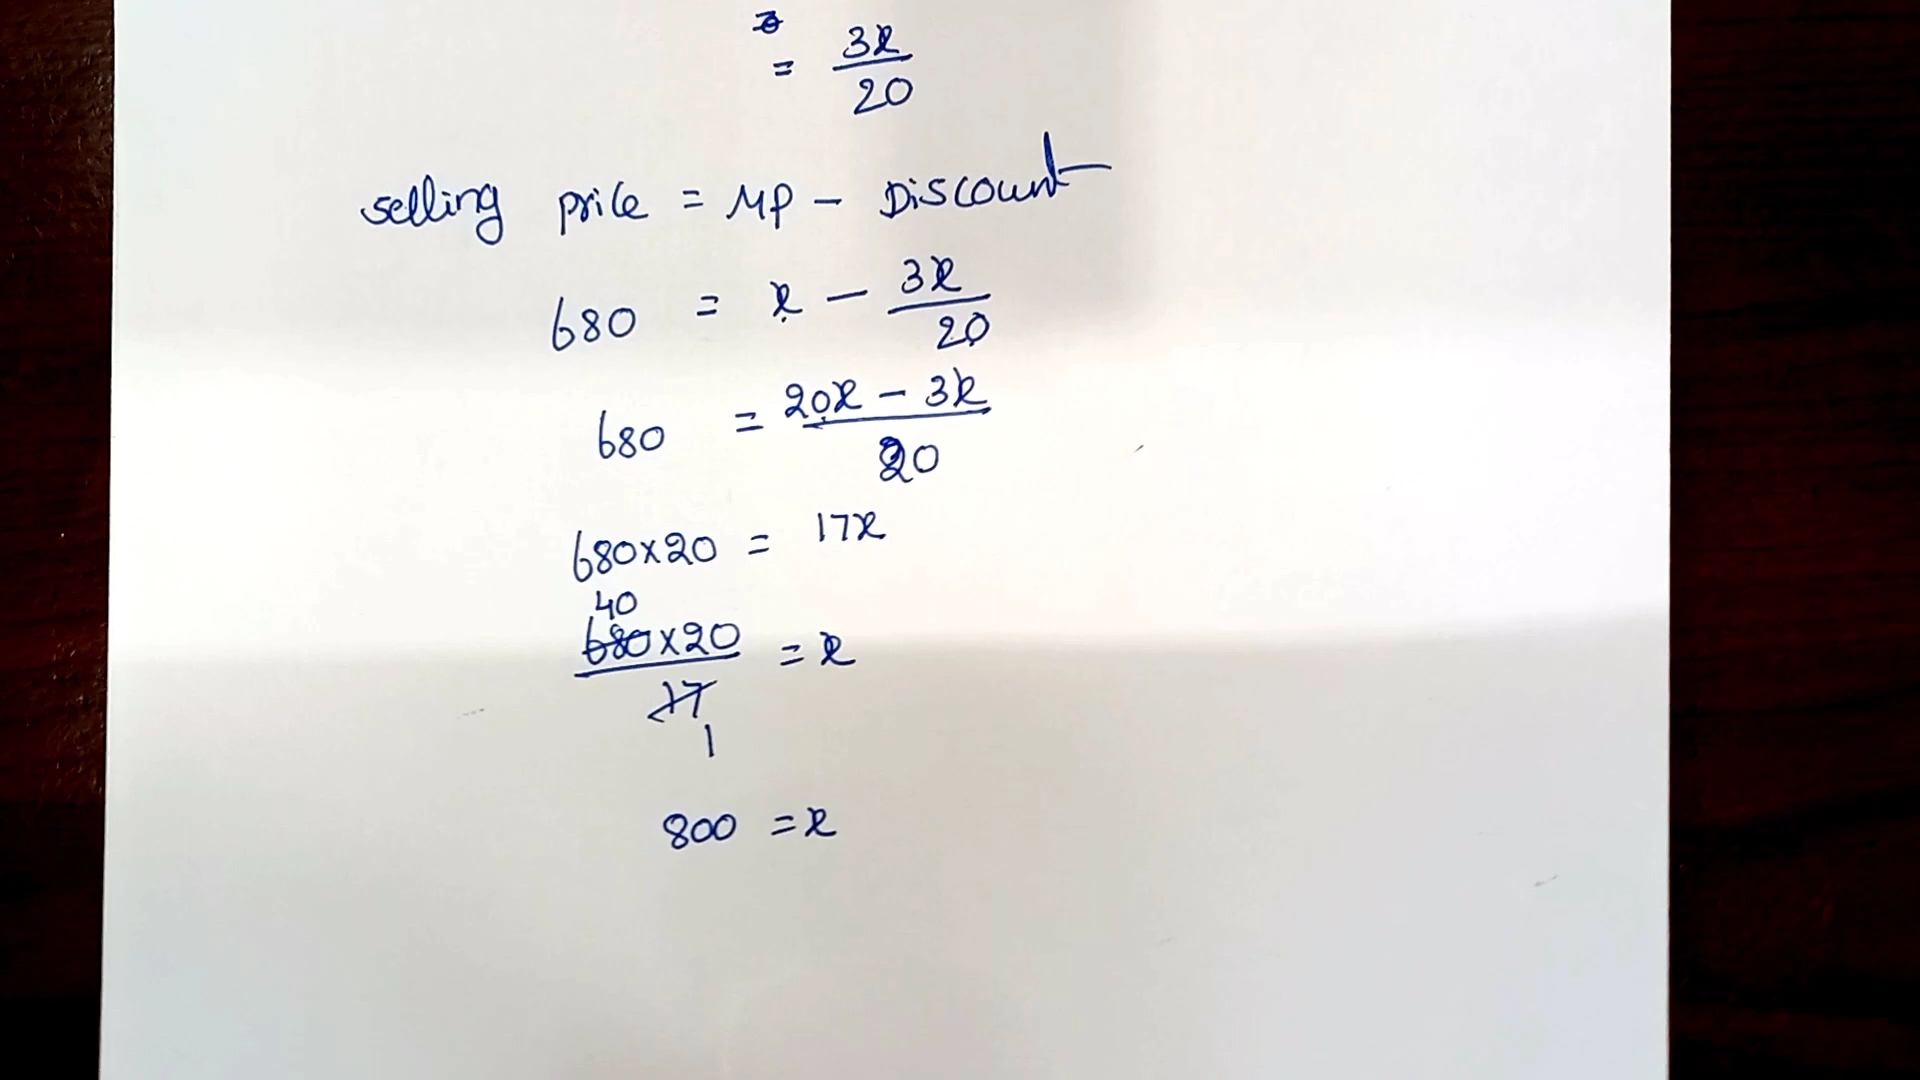 = 3x/20
selling price = MP - Discount
680 = x - 3x/20
680 = 20x - 3x/20
680x20 = 17x
40
680x20/17 = x
1
800 = x